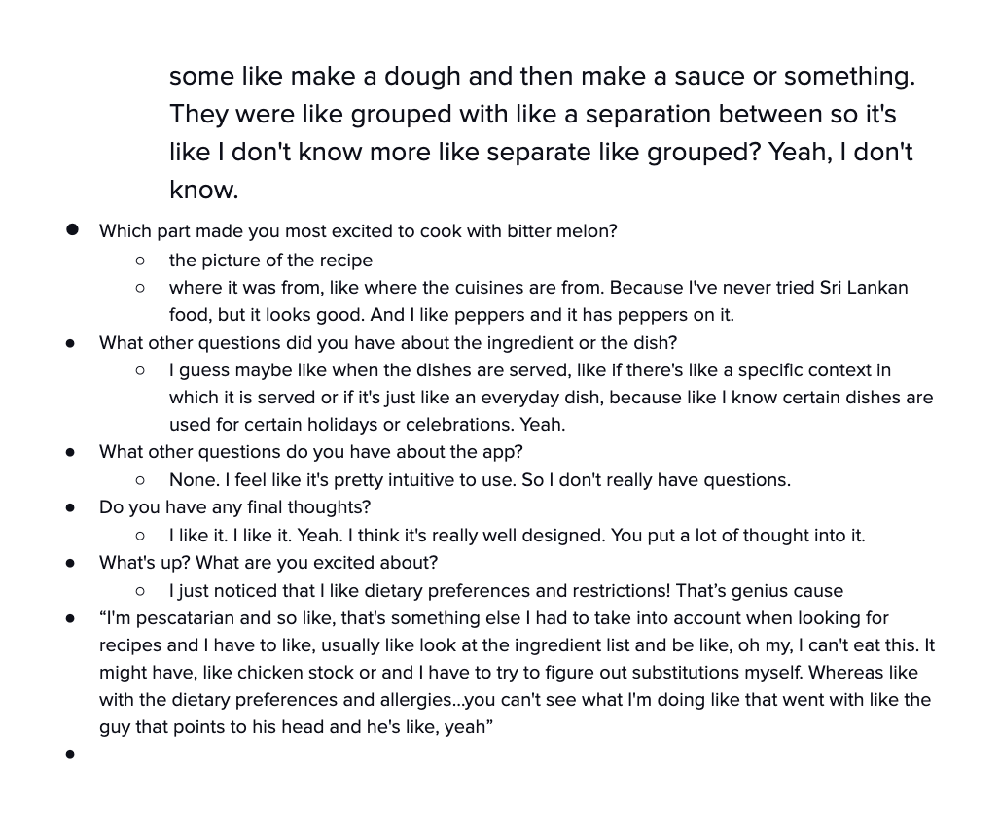 some like make a dough and then make a sauce or something.
They were like grouped with like a separation between so it's
like I don't know more like separate like grouped? Yeah, I don't
know.
● Which part made you most excited to cook with bitter melon?
○ the picture of the recipe
○ where it was from, like where the cuisines are from. Because I've never tried Sri Lankan
food, but it looks good. And I like peppers and it has peppers on it.
● What other questions did you have about the ingredient or the dish?
○ I guess maybe like when the dishes are served, like if there's like a specific context in
which it is served or if it's just like an everyday dish, because like I know certain dishes are
used for certain holidays or celebrations. Yeah.
● What other questions do you have about the app?
○ None. I feel like it's pretty intuitive to use. So I don't really have questions.
● Do you have any final thoughts?
○ I like it. I like it. Yeah. I think it's really well designed. You put a lot of thought into it.
● What's up? What are you excited about?
○ I just noticed that I like dietary preferences and restrictions! That’s genius cause
● “I'm pescatarian and so like, that's something else I had to take into account when looking for
recipes and I have to like, usually like look at the ingredient list and be like, oh my, I can't eat this. It
might have, like chicken stock or and I have to try to figure out substitutions myself. Whereas like
with the dietary preferences and allergies...you can't see what I'm doing like that went with like the
guy that points to his head and he's like, yeah”
●